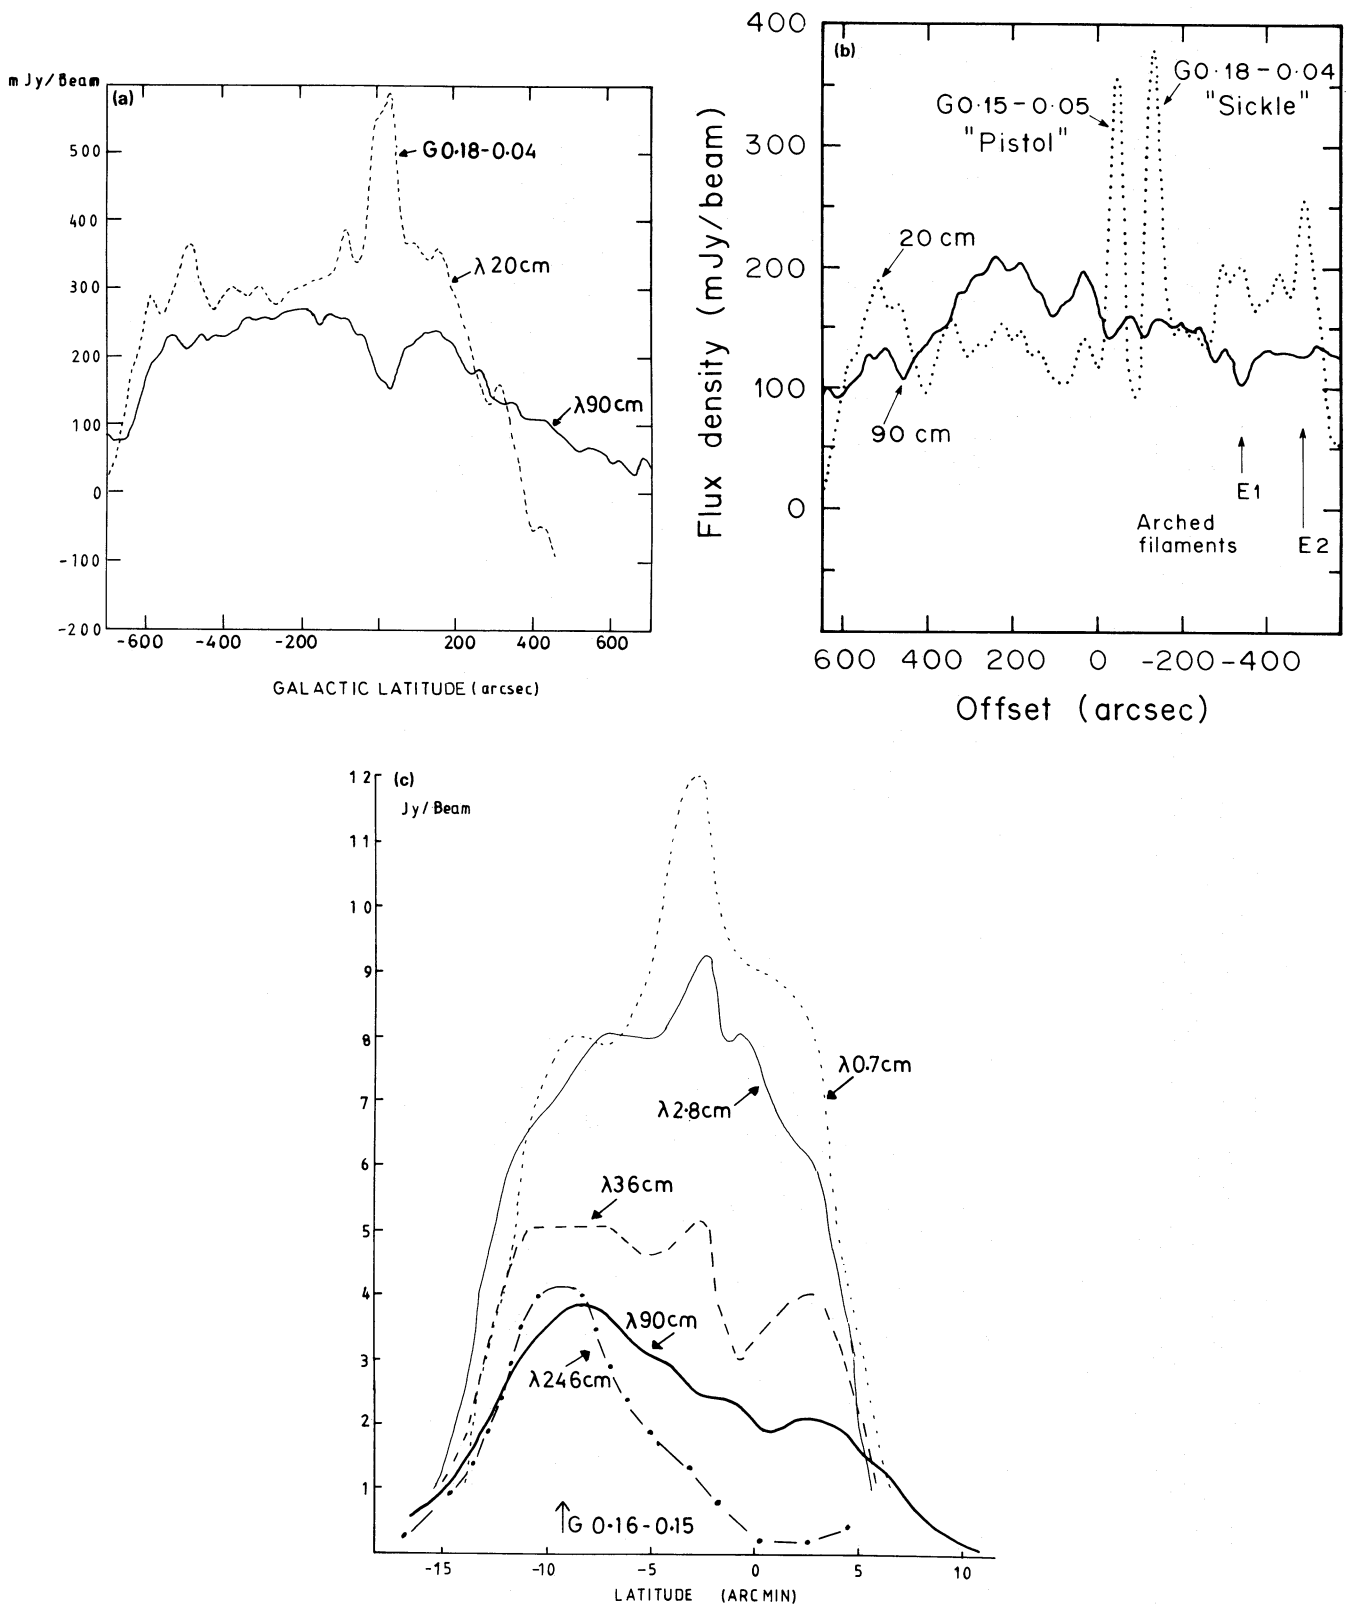 mJy/Beam
(a)
500
400
300
200
100
0
-100
-200
G0.18-0.04
λ20cm
λ90cm
-600
-400
-200
0
200
400
600
GALACTIC LATITUDE (arcsec)
(b)
400
300
200
100
0
Flux density (mJy/beam)
G0.15-0.05
"Pistol"
G0.18-0.04
"Sickle"
20 cm
90 cm
E1
E2
Arched
filaments
600 400 200 0 -200 -400
Offset (arcsec)
(c)
Jy/Beam
12
11
10
9
8
7
6
5
4
3
2
1
λ0.7cm
λ2.8cm
λ36cm
λ90cm
λ246cm
G 0.16-0.15
-15 -10 -5 0 5 10
LATITUDE (ARCMIN)